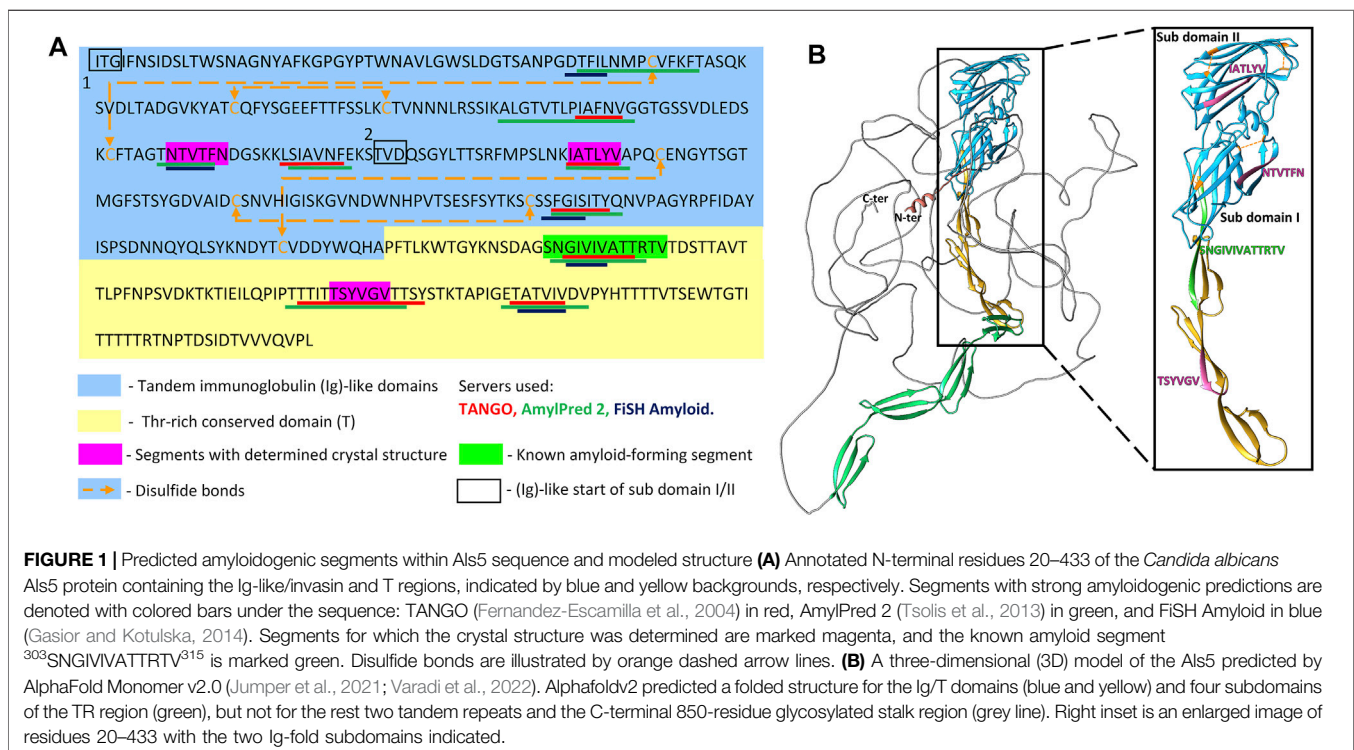 A
ITGIFNSIDSLTWSNAGNYAFKGPGYPTWNAVLGWSLDGTSANPGDTFILNMPCVFKFTASQK
1
SVDLTADGVKYATCQFYSGEEFTTFSSLKCTVNNNLRSSIKALGTVTLPIAFNVGGTGSSVDLEDS
2
KCFTAGTNTVTFNDGSKKLSIAVNFEKSTVDQSGYLTTSRFMPSLNKIATLYVAPQCENGYTSGT
MGFSTSYGDVAIDCSNVHIGISKGVNDWNHPVTSESFSYTKSCSSFGISITYQNVPAGYRPFIDAY
ISPSDNNQYQLSYKNDYTCVDDYWQHAPFTLKWTGYKNSDAGSNGIVIVATTRTVTDSTTAVT
TLPFNPSVDKTKTIEILQPIPTTTITTSYVGVTTSYSTKTAPIGETATVIVDVPYHTTTTVTSEWTGTI
TTTTTRTNPTDSIDTVVVQVPL
- Tandem immunoglobulin (Ig)-like domains
- Thr-rich conserved domain (T)
- Segments with determined crystal structure
- Disulfide bonds
Servers used:
TANGO, AmylPred 2, FiSH Amyloid.
- Known amyloid-forming segment
- (Ig)-like start of sub domain I/II
B
C-ter
N-ter
Sub domain II
IATLYV
NTVTFN
Sub domain I
SNGIVIVATTRTV
TSYVGV
FIGURE 1 | Predicted amyloidogenic segments within Als5 sequence and modeled structure (A) Annotated N-terminal residues 20–433 of the Candida albicans
Als5 protein containing the Ig-like/invasin and T regions, indicated by blue and yellow backgrounds, respectively. Segments with strong amyloidogenic predictions are
denoted with colored bars under the sequence: TANGO (Fernandez-Escamilla et al., 2004) in red, AmylPred 2 (Tsolis et al., 2013) in green, and FiSH Amyloid in blue
(Gasior and Kotulska, 2014). Segments for which the crystal structure was determined are marked magenta, and the known amyloid segment
303SNGIVIVATTRTV315 is marked green. Disulfide bonds are illustrated by orange dashed arrow lines. (B) A three-dimensional (3D) model of the Als5 predicted by
AlphaFold Monomer v2.0 (Jumper et al., 2021; Varadi et al., 2022). Alphafoldv2 predicted a folded structure for the Ig/T domains (blue and yellow) and four subdomains
of the TR region (green), but not for the rest two tandem repeats and the C-terminal 850-residue glycosylated stalk region (grey line). Right inset is an enlarged image of
residues 20–433 with the two Ig-fold subdomains indicated.